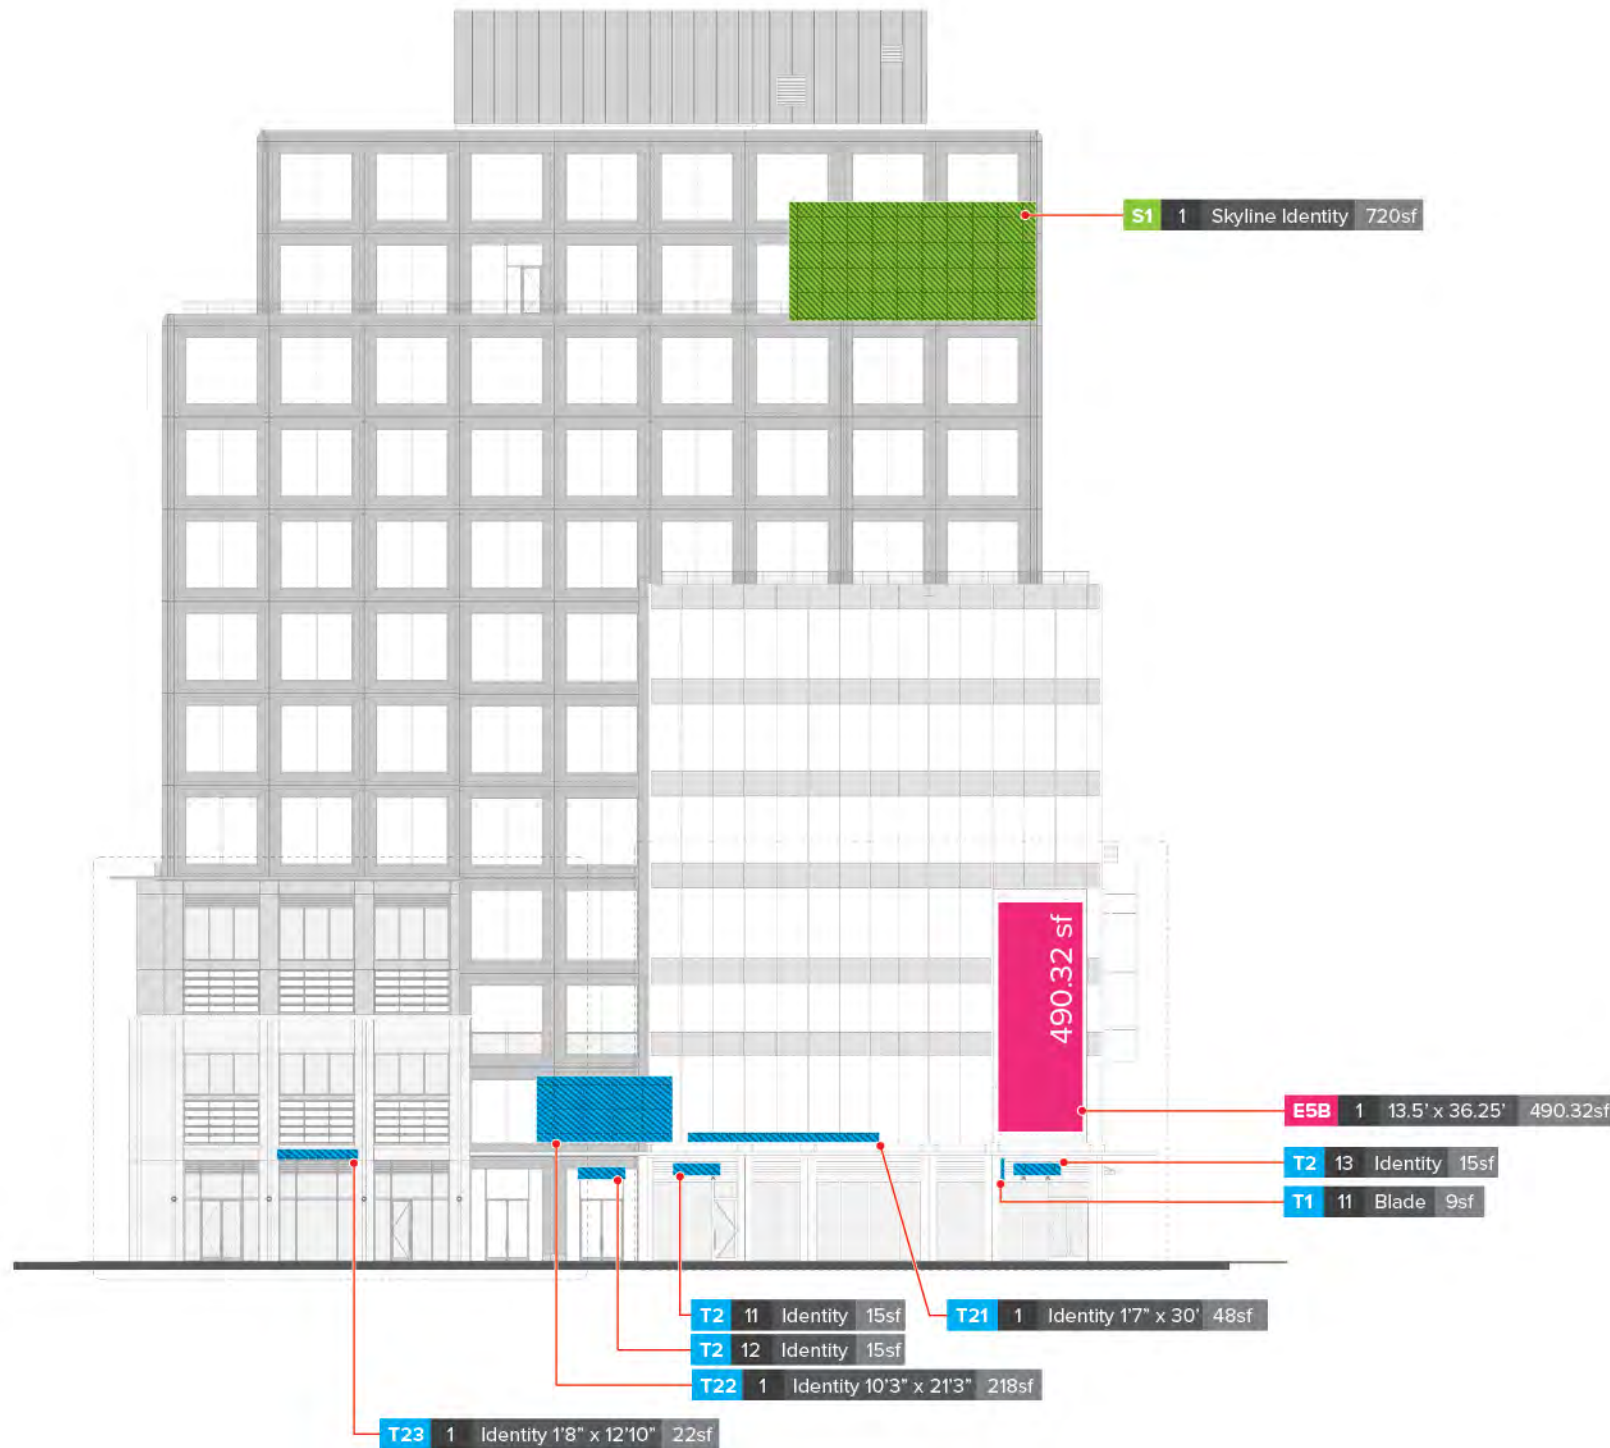 S1 1 Skyline Identity 720sf
490.32 sf
E5B 1 13.5' x 36.25' 490.32sf
T2 13 Identity 15sf
T1 11 Blade 9sf
T2 11 Identity 15sf
T21 1 Identity 1'7" x 30' 48sf
T2 12 Identity 15sf
T22 1 Identity 10'3" x 21'3" 218sf
T23 1 Identity 1'8" x 12'10" 22sf